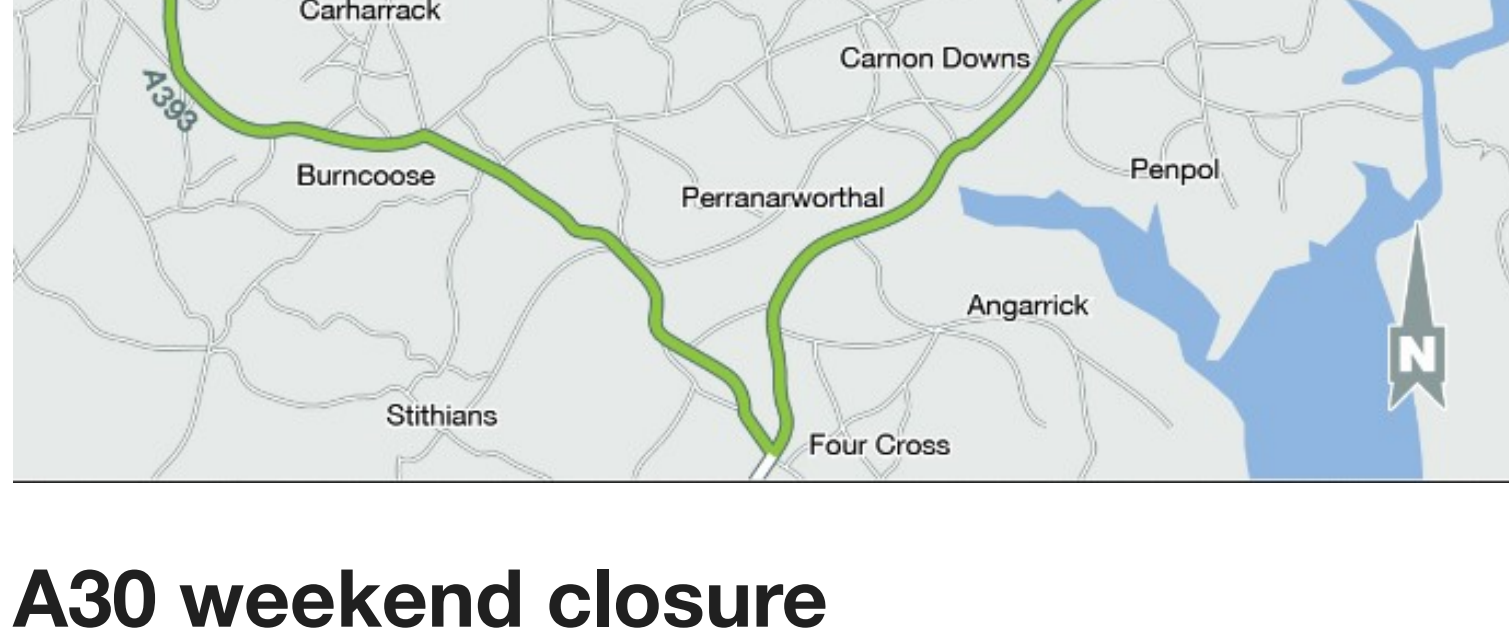 Carharrack
Carnon Downs
A393
Burncoose
Penpol
Perranarworthal
Angarrick
N
Stithians
Four Cross
A30 weekend closure